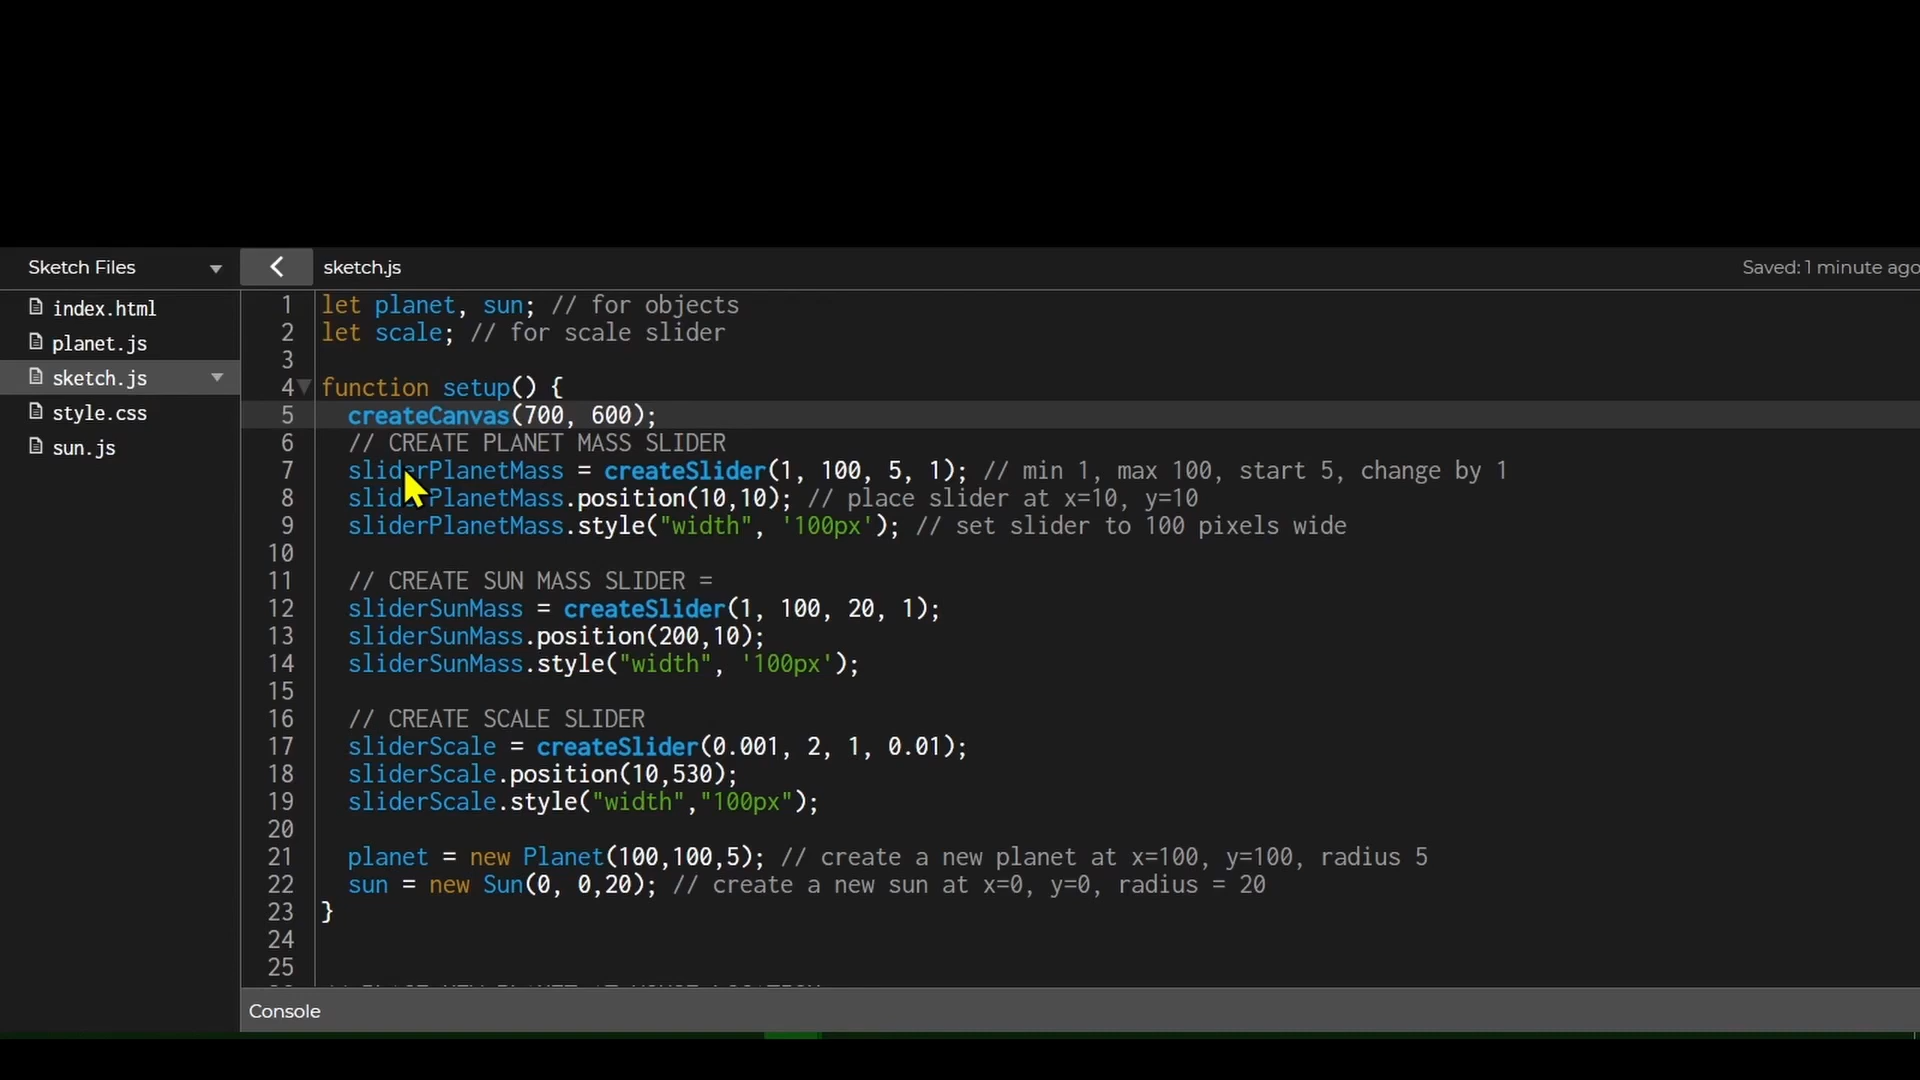 Sketch Files
sketch.js
Saved: 1 minute ago
index.html
planet.js
sketch.js
style.css
sun.js
1 let planet, sun; // for objects
2 let scale; // for scale slider
3
4 function setup() {
5 createCanvas(700, 600);
6 // CREATE PLANET MASS SLIDER
7 sliderPlanetMass = createSlider(1, 100, 5, 1); // min 1, max 100, start 5, change by 1
8 sliderPlanetMass.position(10,10); // place slider at x=10, y=10
9 sliderPlanetMass.style("width", '100px'); // set slider to 100 pixels wide
10
11 // CREATE SUN MASS SLIDER =
12 sliderSunMass = createSlider(1, 100, 20, 1);
13 sliderSunMass.position(200,10);
14 sliderSunMass.style("width", '100px');
15
16 // CREATE SCALE SLIDER
17 sliderScale = createSlider(0.001, 2, 1, 0.01);
18 sliderScale.position(10,530);
19 sliderScale.style("width","100px");
20
21 planet = new Planet(100,100,5); // create a new planet at x=100, y=100, radius 5
22 sun = new Sun(0, 0,20); // create a new sun at x=0, y=0, radius = 20
23 }
24
25
Console